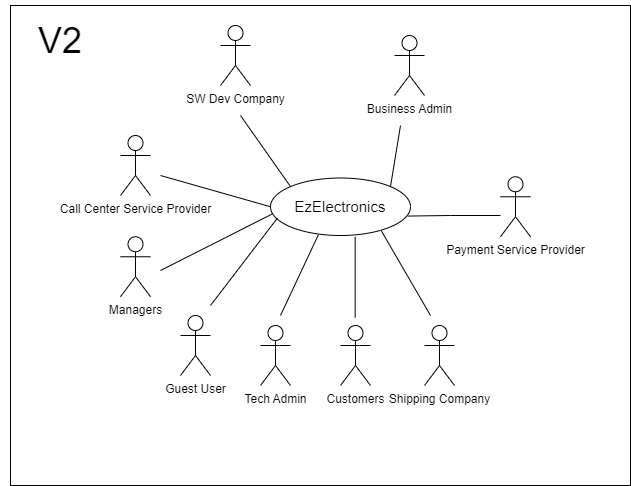 V2
SW Dev Company
Business Admin
Call Center Service Provider
EzElectronics
Payment Service Provider
Managers
Guest User
Tech Admin
Customers
Shipping Company